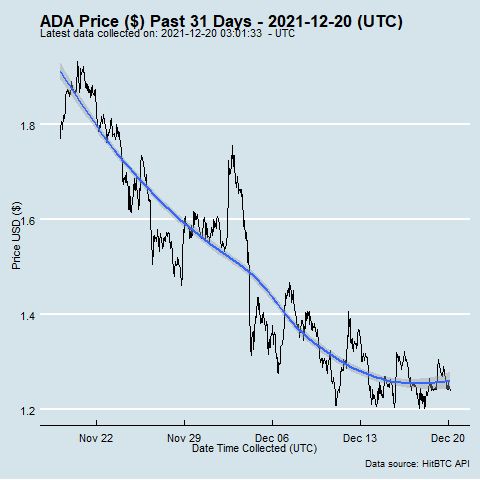 ADA Price ($) Past 31 Days - 2021-12-20 (UTC)
Latest data collected on: 2021-12-20 03:01:33 - UTC
1.8
1.6
1.4
1.2
Price USD ($)
Nov 22 Nov 29 Dec 06 Dec 13 Dec 20
Date Time Collected (UTC)
Data source: HitBTC API